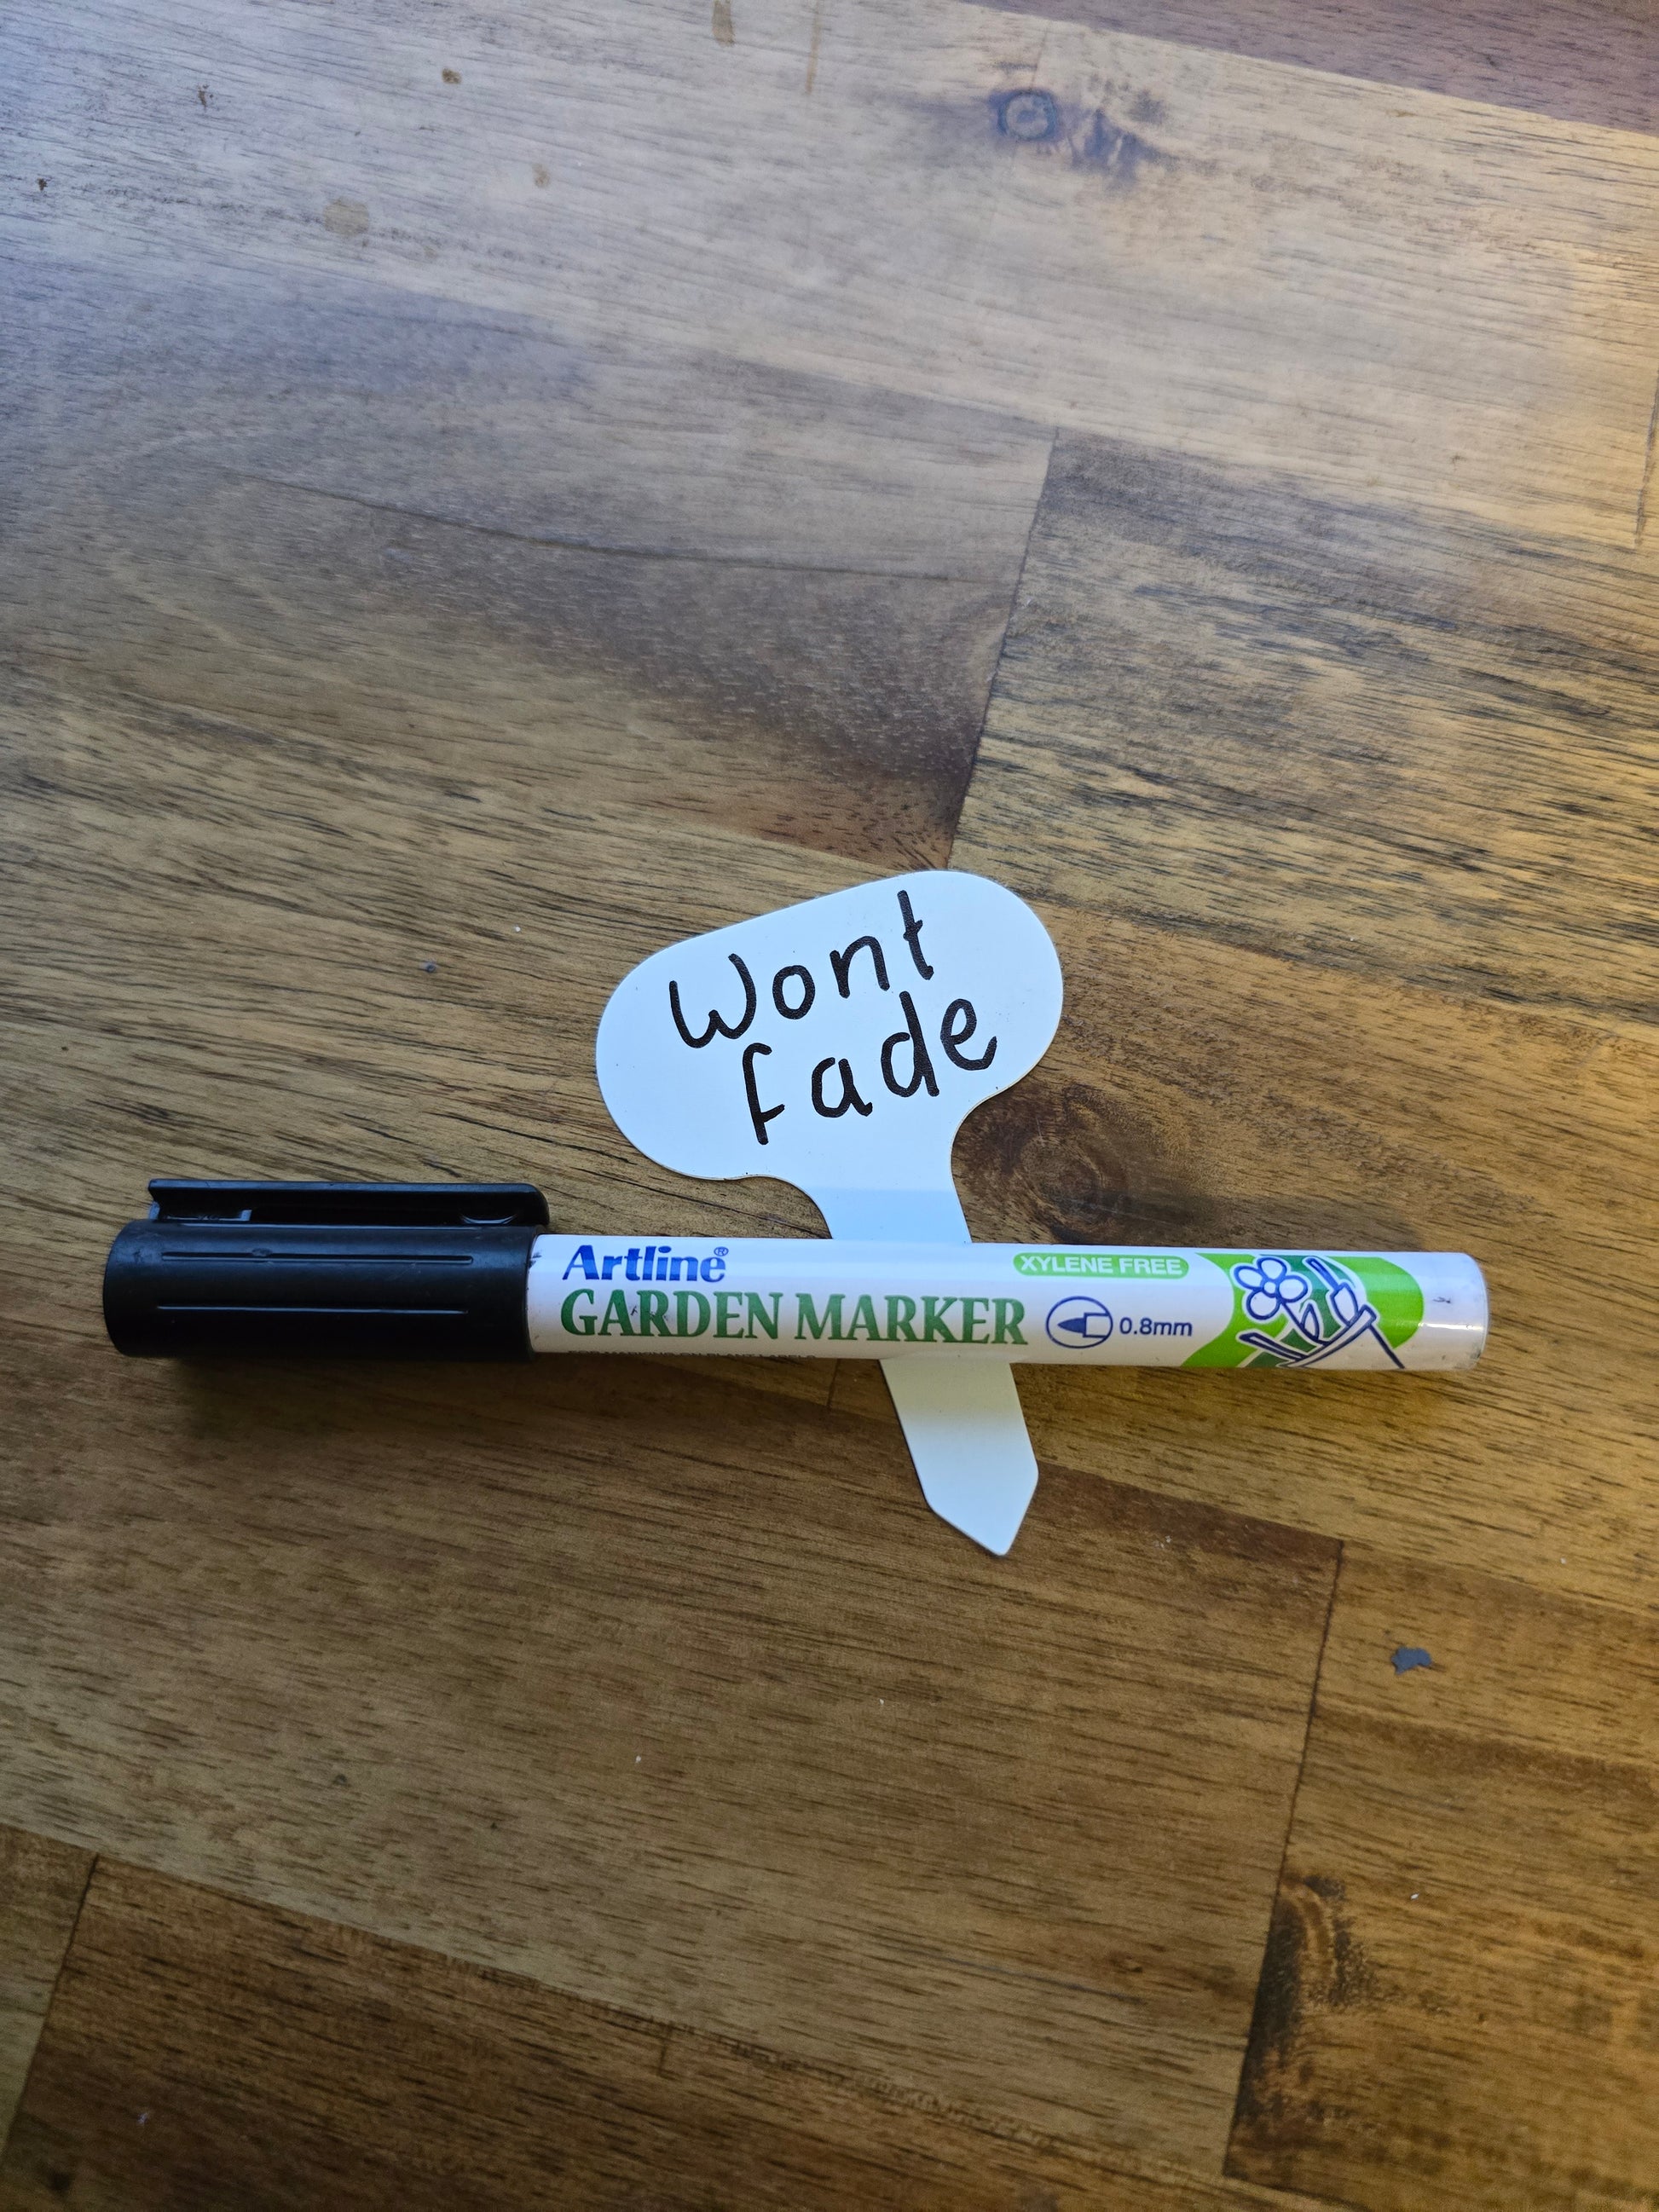 Wont
fade
Artline®
XYLENE FREE
GARDEN MARKER
0.8mm